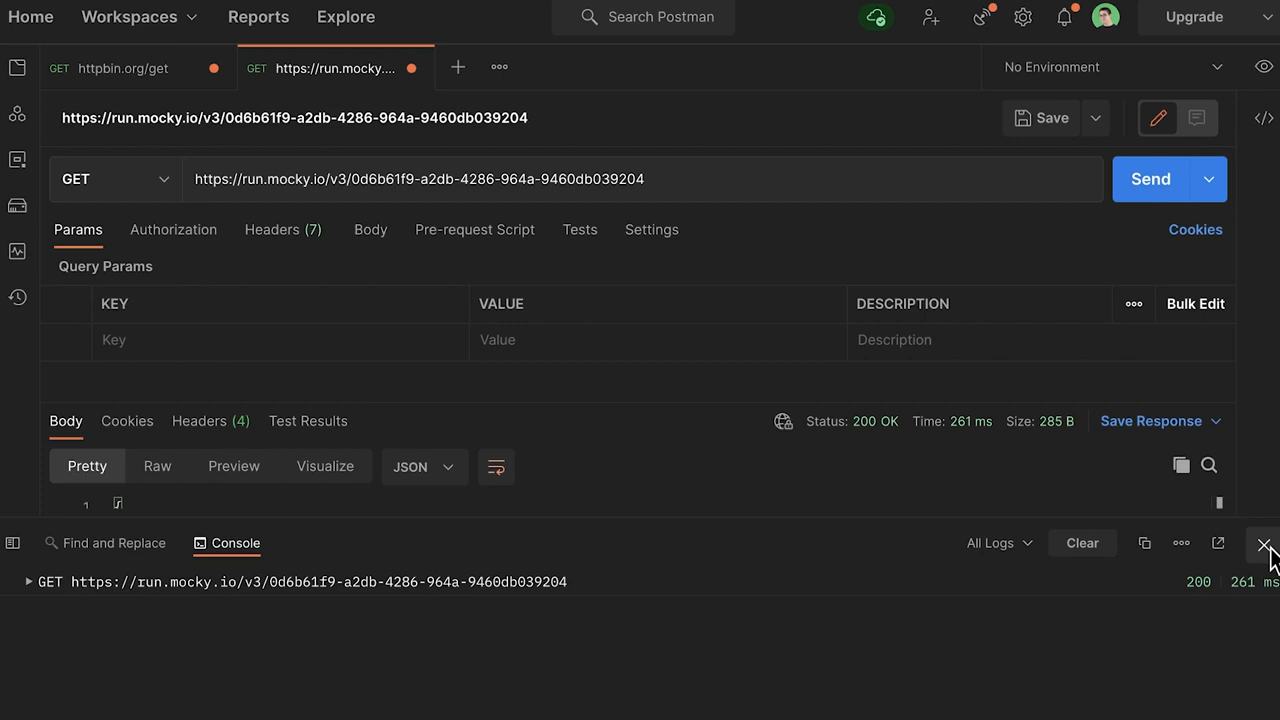 Home Workspaces Reports Explore Search Postman Upgrade
GET httpbin.org/get GET https://run.mocky.... No Environment
https://run.mocky.io/v3/0d6b61f9-a2db-4286-964a-9460db039204 Save
GET https://run.mocky.io/v3/0d6b61f9-a2db-4286-964a-9460db039204 Send
Params Authorization Headers (7) Body Pre-request Script Tests Settings Cookies
Query Params
KEY VALUE DESCRIPTION Bulk Edit
Key Value Description
Body Cookies Headers (4) Test Results Status: 200 OK Time: 261 ms Size: 285 B Save Response
Pretty Raw Preview Visualize JSON
1
Find and Replace Console All Logs Clear
GET https://run.mocky.io/v3/0d6b61f9-a2db-4286-964a-9460db039204 200 261 ms